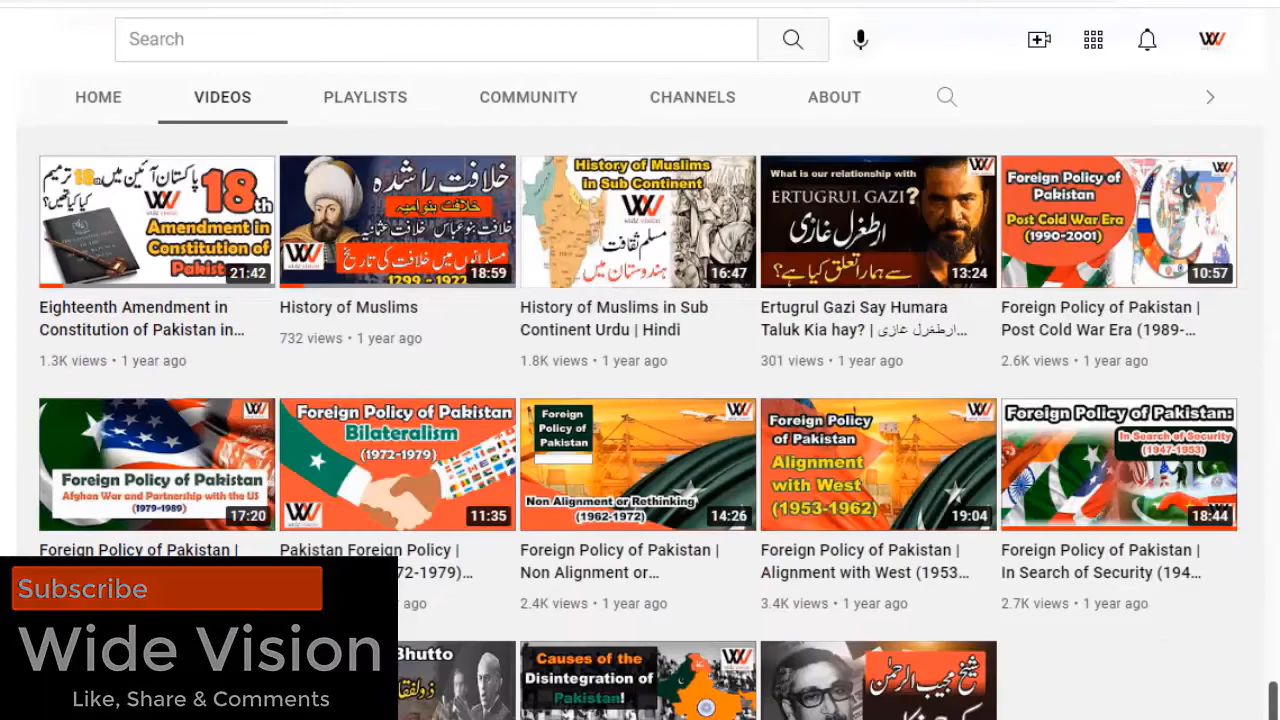 Search
HOME
VIDEOS
PLAYLISTS
COMMUNITY
CHANNELS
ABOUT
پاکستان آئین میں 18ویں ترمیم
کیا کیا تھیں؟
18th
Amendment in
Constitution of
Pakist
21:42
خلافت راشدہ
خلافت بنو امیہ
خلافت بنو عباس خلافت عثمانیہ
مسلمانوں میں خلافت کی تاریخ
1299 - 1922
18:59
History of Muslims
in Sub Continent
مسلم ثقافت
ہندوستان میں
16:47
What is our relationship with
ERTUGRUL GAZI?
ارطغرل غازی
سے ہمارا تعلق کیا ہے؟
13:24
Foreign Policy of
Pakistan
Post Cold War Era
(1990-2001)
10:57
Eighteenth Amendment in
Constitution of Pakistan in...
1.3K views • 1 year ago
History of Muslims
732 views • 1 year ago
History of Muslims in Sub
Continent Urdu | Hindi
1.8K views • 1 year ago
Ertugrul Gazi Say Humara
Taluk Kia hay? | ارطغرل غازی...
301 views • 1 year ago
Foreign Policy of Pakistan |
Post Cold War Era (1989-...
2.6K views • 1 year ago
Foreign Policy of Pakistan
Afghan War and Partnership with the US
(1979-1989)
17:20
Foreign Policy of Pakistan
Bilateralism
(1972-1979)
11:35
Foreign
Policy of
Pakistan
Non Alignment or Rethinking
(1962-1972)
14:26
Foreign Policy
of Pakistan
Alignment
with West
(1953-1962)
19:04
Foreign Policy of Pakistan:
In Search of Security
(1947-1953)
18:44
Foreign Policy of Pakistan |
Pakistan Foreign Policy |
72-1979)...
ago
Foreign Policy of Pakistan |
Non Alignment or...
2.4K views • 1 year ago
Foreign Policy of Pakistan |
Alignment with West (1953...
3.4K views • 1 year ago
Foreign Policy of Pakistan |
In Search of Security (194...
2.7K views • 1 year ago
Subscribe
Wide Vision
Like, Share & Comments
Bhutto
Causes of the
Disintegration of
Pakistan!
شیخ مجیب الرحمٰن